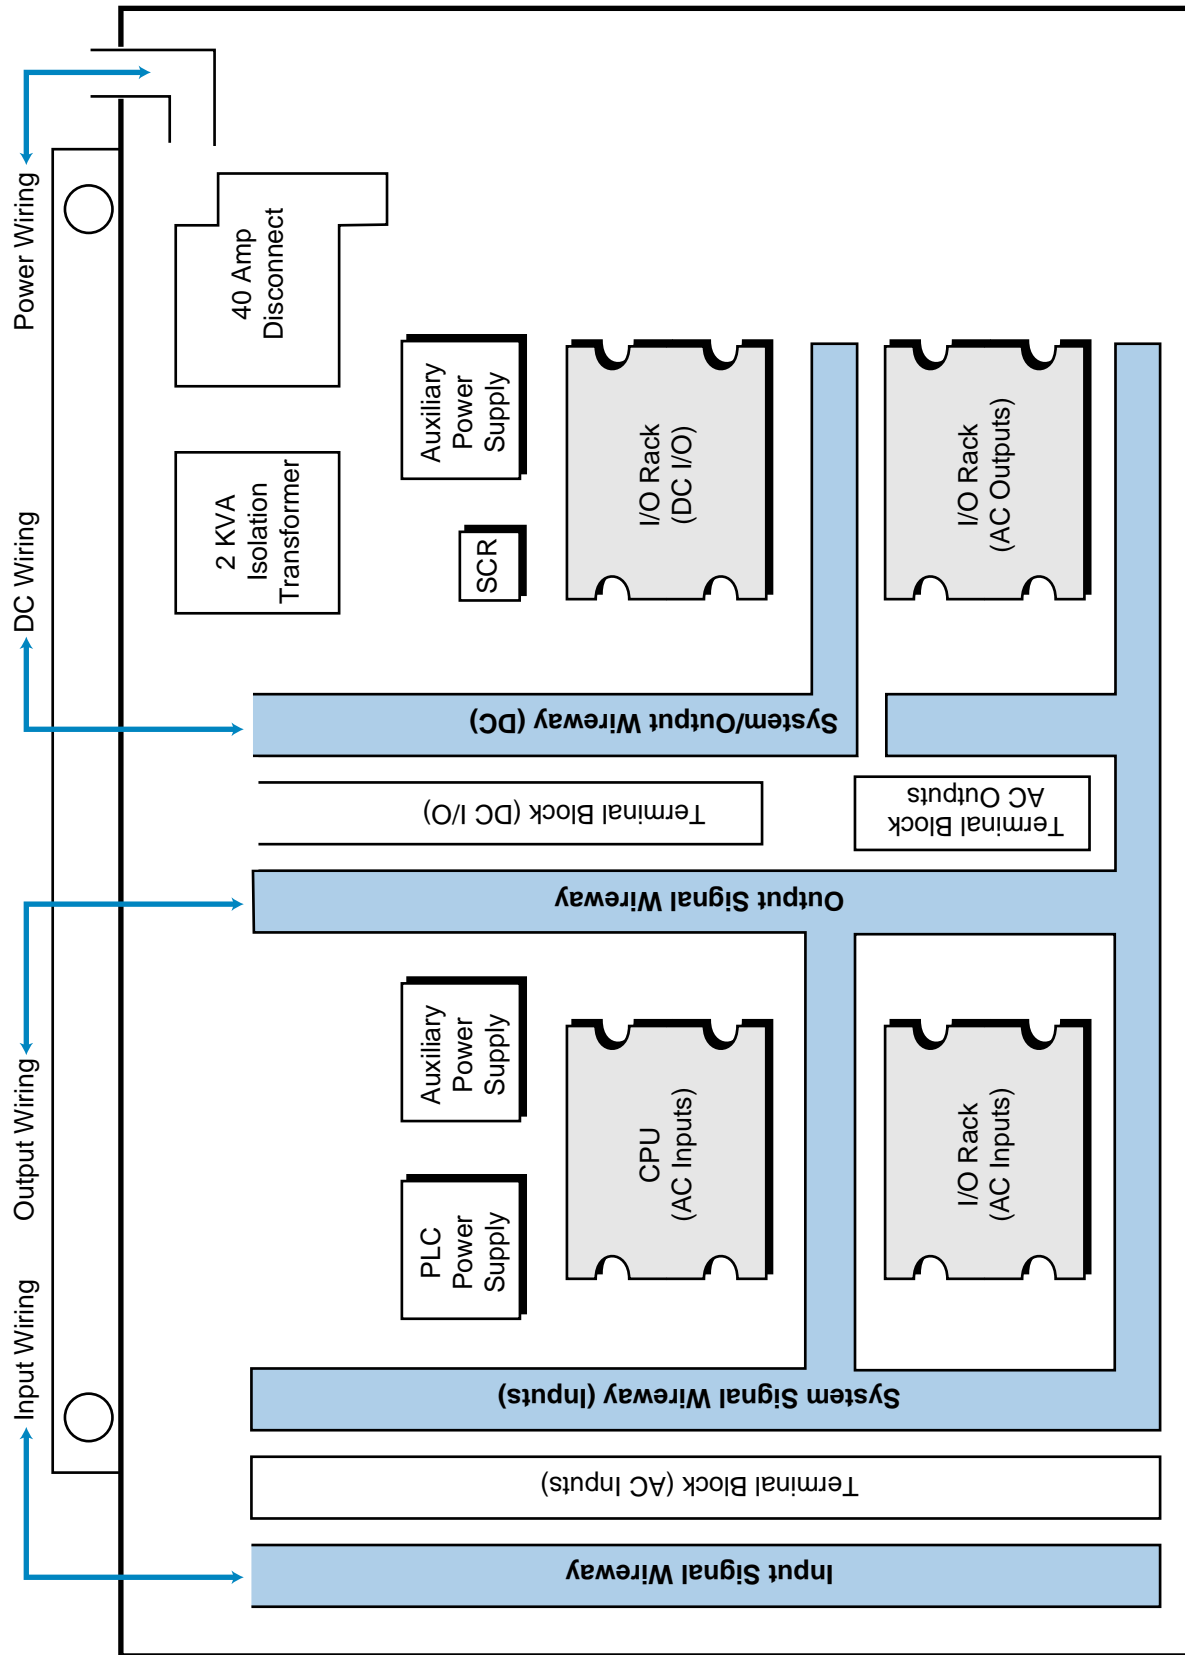 Input Wiring
Output Wiring
DC Wiring
Power Wiring
2 KVA
Isolation
Transformer
40 Amp
Disconnect
PLC
Power
Supply
Auxiliary
Power
Supply
SCR
Auxiliary
Power
Supply
CPU
(AC Inputs)
I/O Rack
(DC I/O)
I/O Rack
(AC Inputs)
I/O Rack
(AC Outputs)
Input Signal Wireway
Terminal Block (AC Inputs)
System Signal Wireway (Inputs)
Output Signal Wireway
Terminal Block (DC I/O)
Terminal Block
AC Outputs
System/Output Wireway (DC)